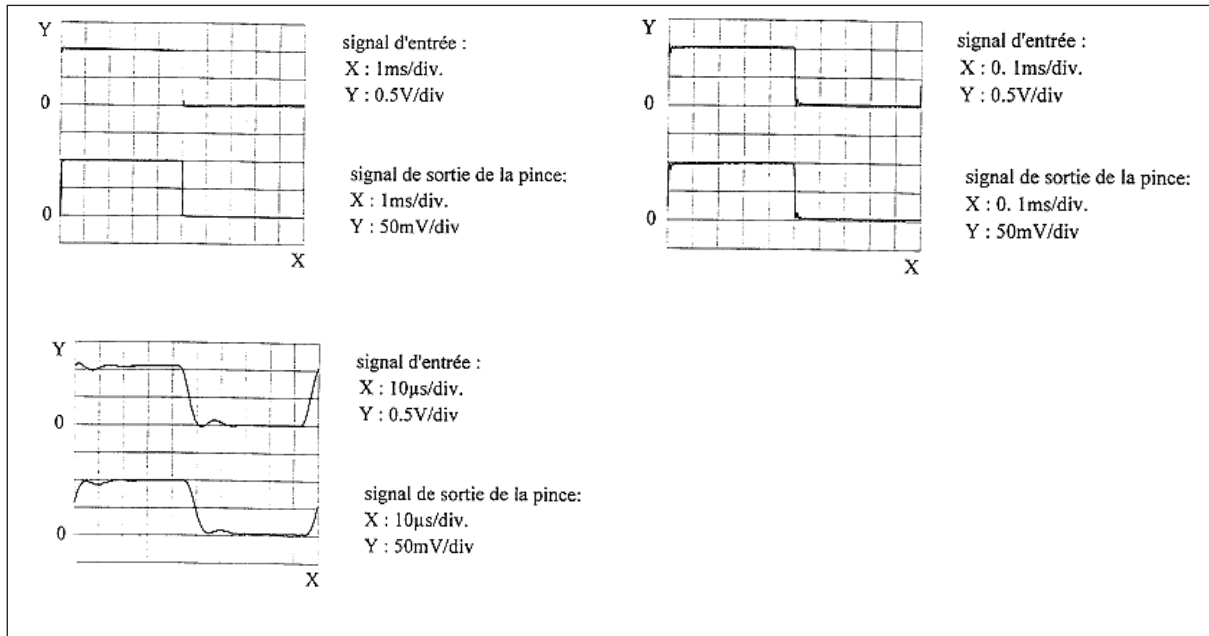 Y
0
0
X
signal d'entrée :
X : 1ms/div.
Y : 0.5V/div
signal de sortie de la pince:
X : 1ms/div.
Y : 50mV/div
Y
0
0
X
signal d'entrée :
X : 0. 1ms/div.
Y : 0.5V/div
signal de sortie de la pince:
X : 0. 1ms/div.
Y : 50mV/div
Y
0
0
X
signal d'entrée :
X : 10µs/div.
Y : 0.5V/div
signal de sortie de la pince:
X : 10µs/div.
Y : 50mV/div